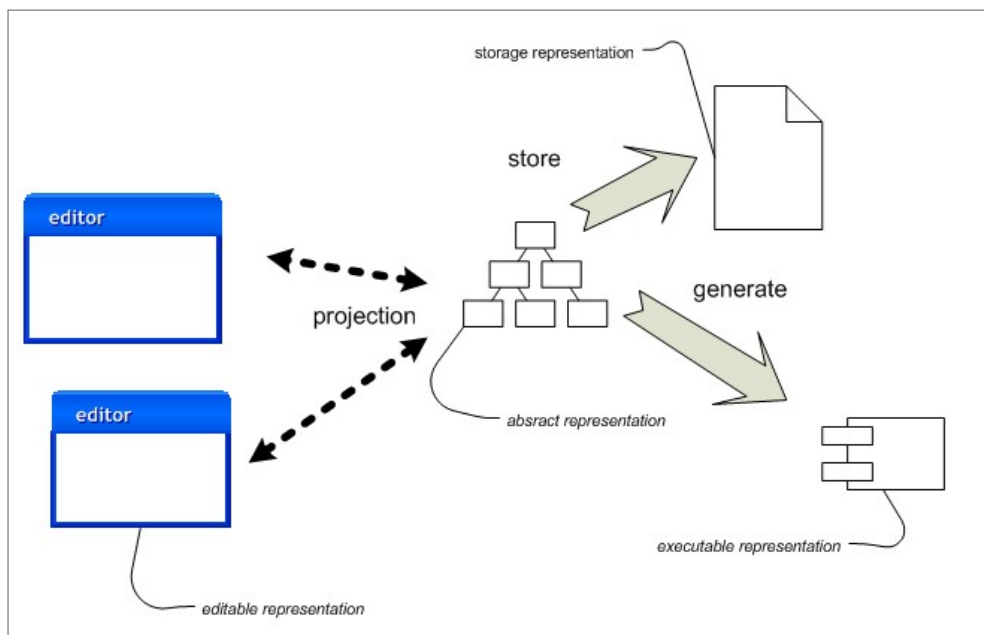 storage representation
store
editor
generate
projection
editor
absract representation
executable representation
editable representation